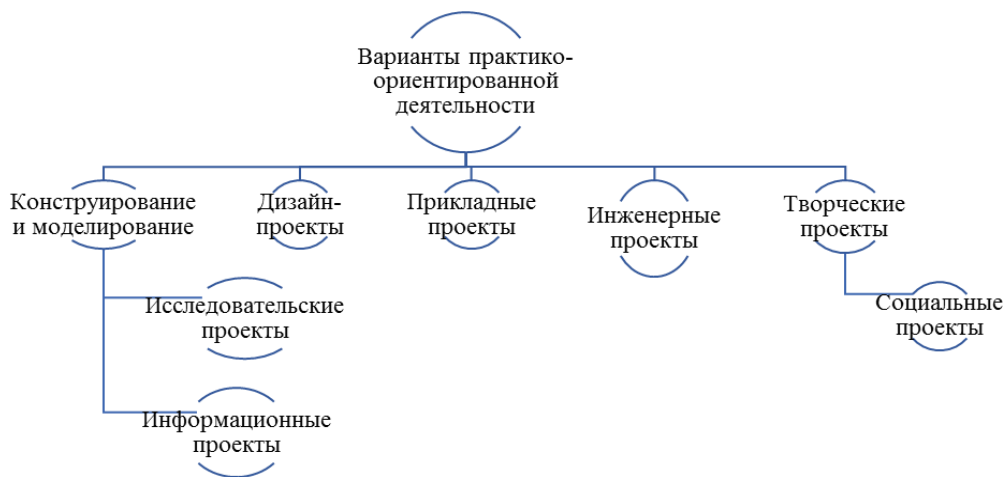 Варианты практико-
ориентированной
деятельности
Конструирование
и моделирование
Дизайн-
проекты
Прикладные
проекты
Инженерные
проекты
Творческие
проекты
Исследовательские
проекты
Социальные
проекты
Информационные
проекты